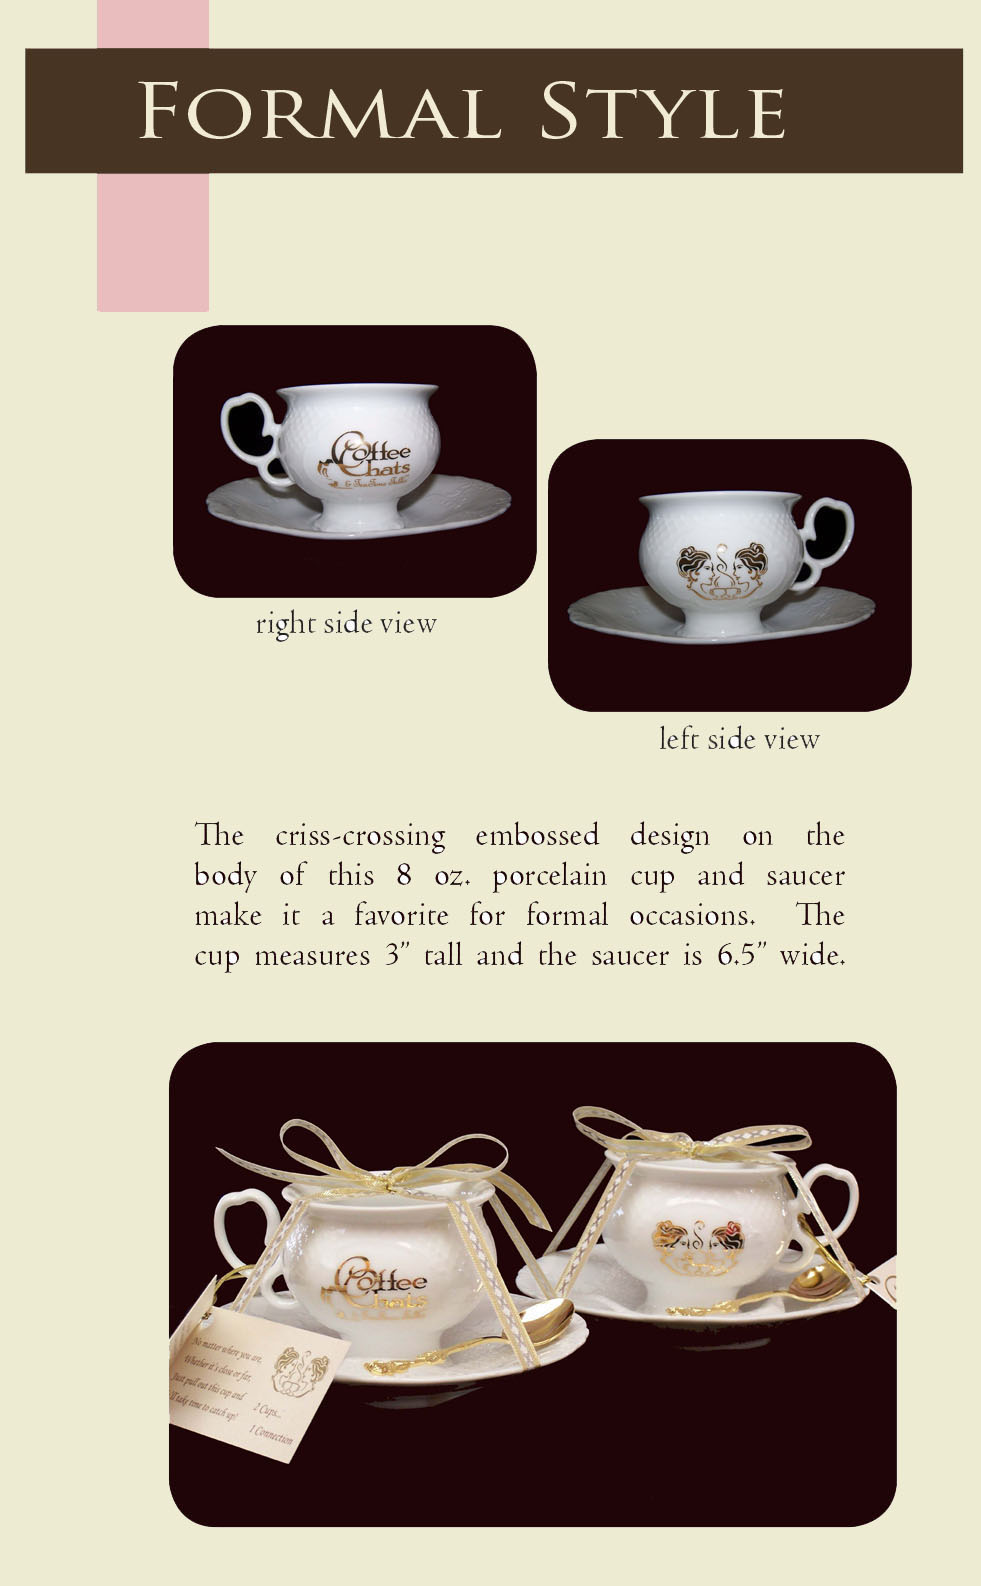 FORMAL STYLE
Coffee
Chats
& TeaTime Talks
right side view
left side view
The criss-crossing embossed design on the
body of this 8 oz. porcelain cup and saucer
make it a favorite for formal occasions. The
cup measures 3” tall and the saucer is 6.5” wide.
Coffee
Chats
No matter where you are,
Whether it's close or far,
Just pull out this cup and
take time to catch up!
2 Cups...
1 Connection